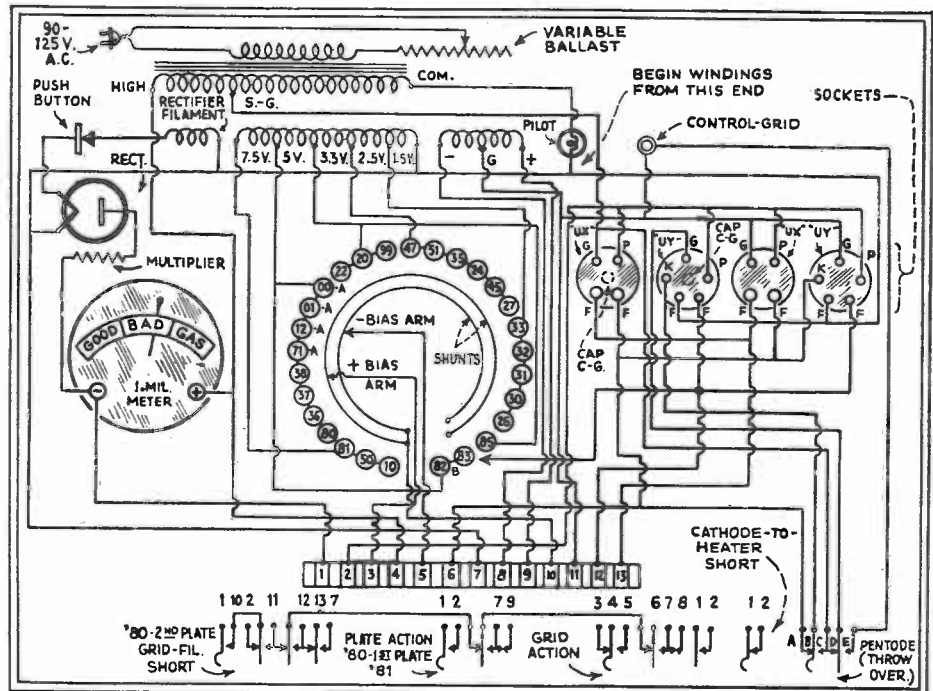 90-
125 V.
A.C.
VARIABLE
BALLAST
HIGH
COM.
S.-G.
PUSH
BUTTON
RECTIFIER
FILAMENT
BEGIN WINDINGS
FROM THIS END
SOCKETS
PILOT
CONTROL-GRID
7.5V. 5V. 3.3V. 2.5V. 1.5V.
- G +
RECT.
MULTIPLIER
UX G P
UY G K P
CAP
C-G.
G P UX
UY G P K
F F F F F F F F
CAP
C-G.
GOOD BAD GAS
1.MIL.
METER
- +
-BIAS ARM
+ BIAS
ARM
SHUNTS
10
50
81
80
36
37
38
71 -A
12 -A
01 -A
00 -A
22
20
99
47
51
35
24
45
27
33
32
31
30
26
85
83
82 B
CATHODE-TO-
HEATER
SHORT
1 2 3 4 5 6 7 8 9 10 11 12 13
1 10 2 11 12 13 7
1 2 7 9
3 4 5 6 7 8 1 2
1 2
A B C D E
'80-2ND PLATE
GRID-FIL.
SHORT
PLATE ACTION
'80-1ST PLATE
'81
GRID
ACTION
PENTODE
(THROW
OVER.)